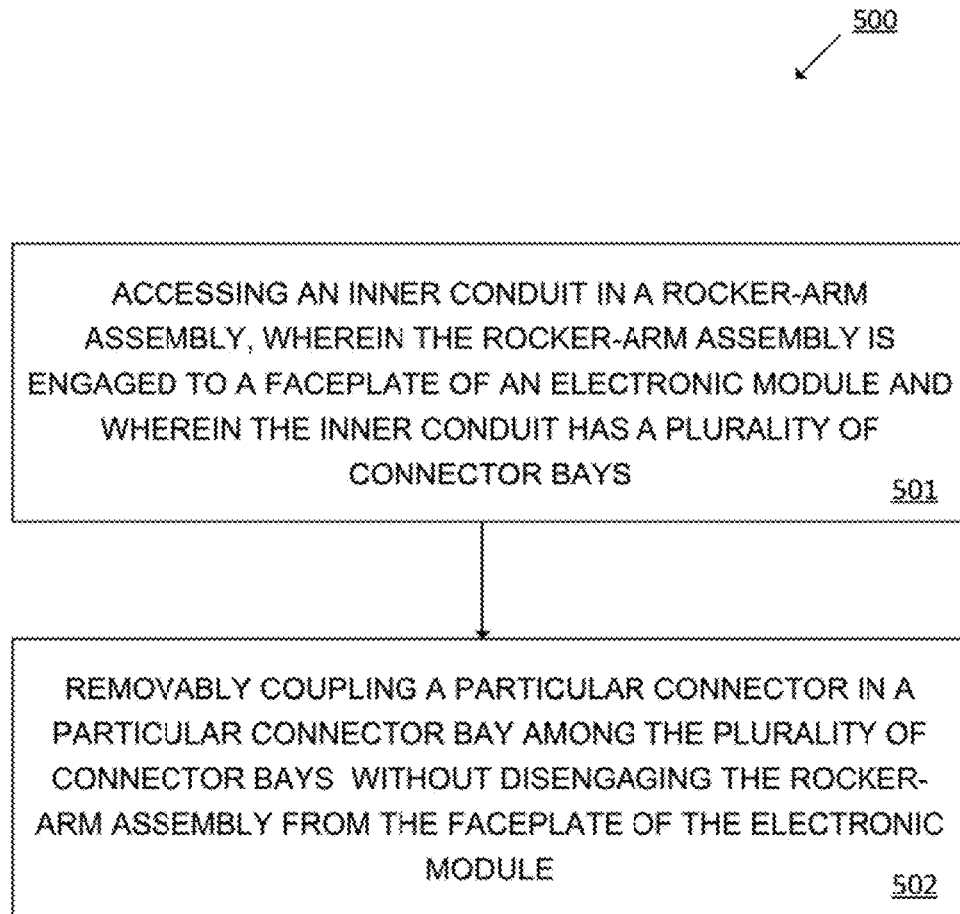 500
ACCESSING AN INNER CONDUIT IN A ROCKER-ARM
ASSEMBLY, WHEREIN THE ROCKER-ARM ASSEMBLY IS
ENGAGED TO A FACEPLATE OF AN ELECTRONIC MODULE AND
WHEREIN THE INNER CONDUIT HAS A PLURALITY OF
CONNECTOR BAYS
501
REMOVABLY COUPLING A PARTICULAR CONNECTOR IN A
PARTICULAR CONNECTOR BAY AMONG THE PLURALITY OF
CONNECTOR BAYS WITHOUT DISENGAGING THE ROCKER-
ARM ASSEMBLY FROM THE FACEPLATE OF THE ELECTRONIC
MODULE
502